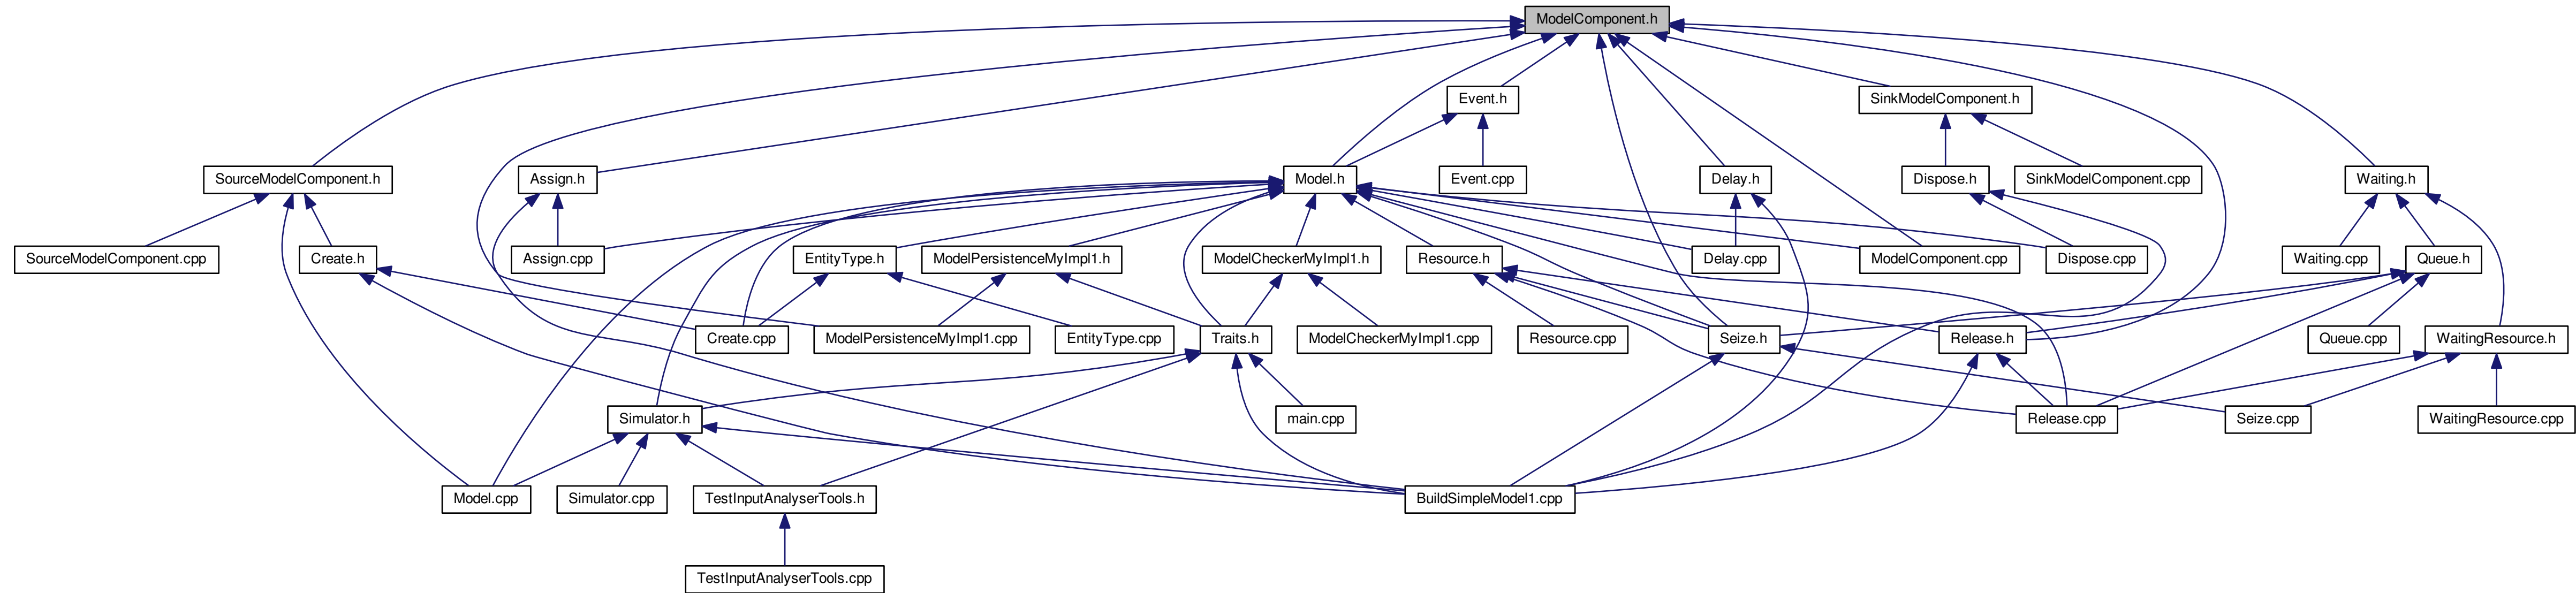 ModelComponent.h
Event.h
SinkModelComponent.h
SourceModelComponent.h
Assign.h
Model.h
Event.cpp
Delay.h
Dispose.h
SinkModelComponent.cpp
Waiting.h
SourceModelComponent.cpp
Create.h
Assign.cpp
EntityType.h
ModelPersistenceMyImpl1.h
ModelCheckerMyImpl1.h
Resource.h
Delay.cpp
ModelComponent.cpp
Dispose.cpp
Waiting.cpp
Queue.h
Create.cpp
ModelPersistenceMyImpl1.cpp
EntityType.cpp
Traits.h
ModelCheckerMyImpl1.cpp
Resource.cpp
Seize.h
Release.h
Queue.cpp
WaitingResource.h
Simulator.h
main.cpp
Release.cpp
Seize.cpp
WaitingResource.cpp
Model.cpp
Simulator.cpp
TestInputAnalyserTools.h
BuildSimpleModel1.cpp
TestInputAnalyserTools.cpp